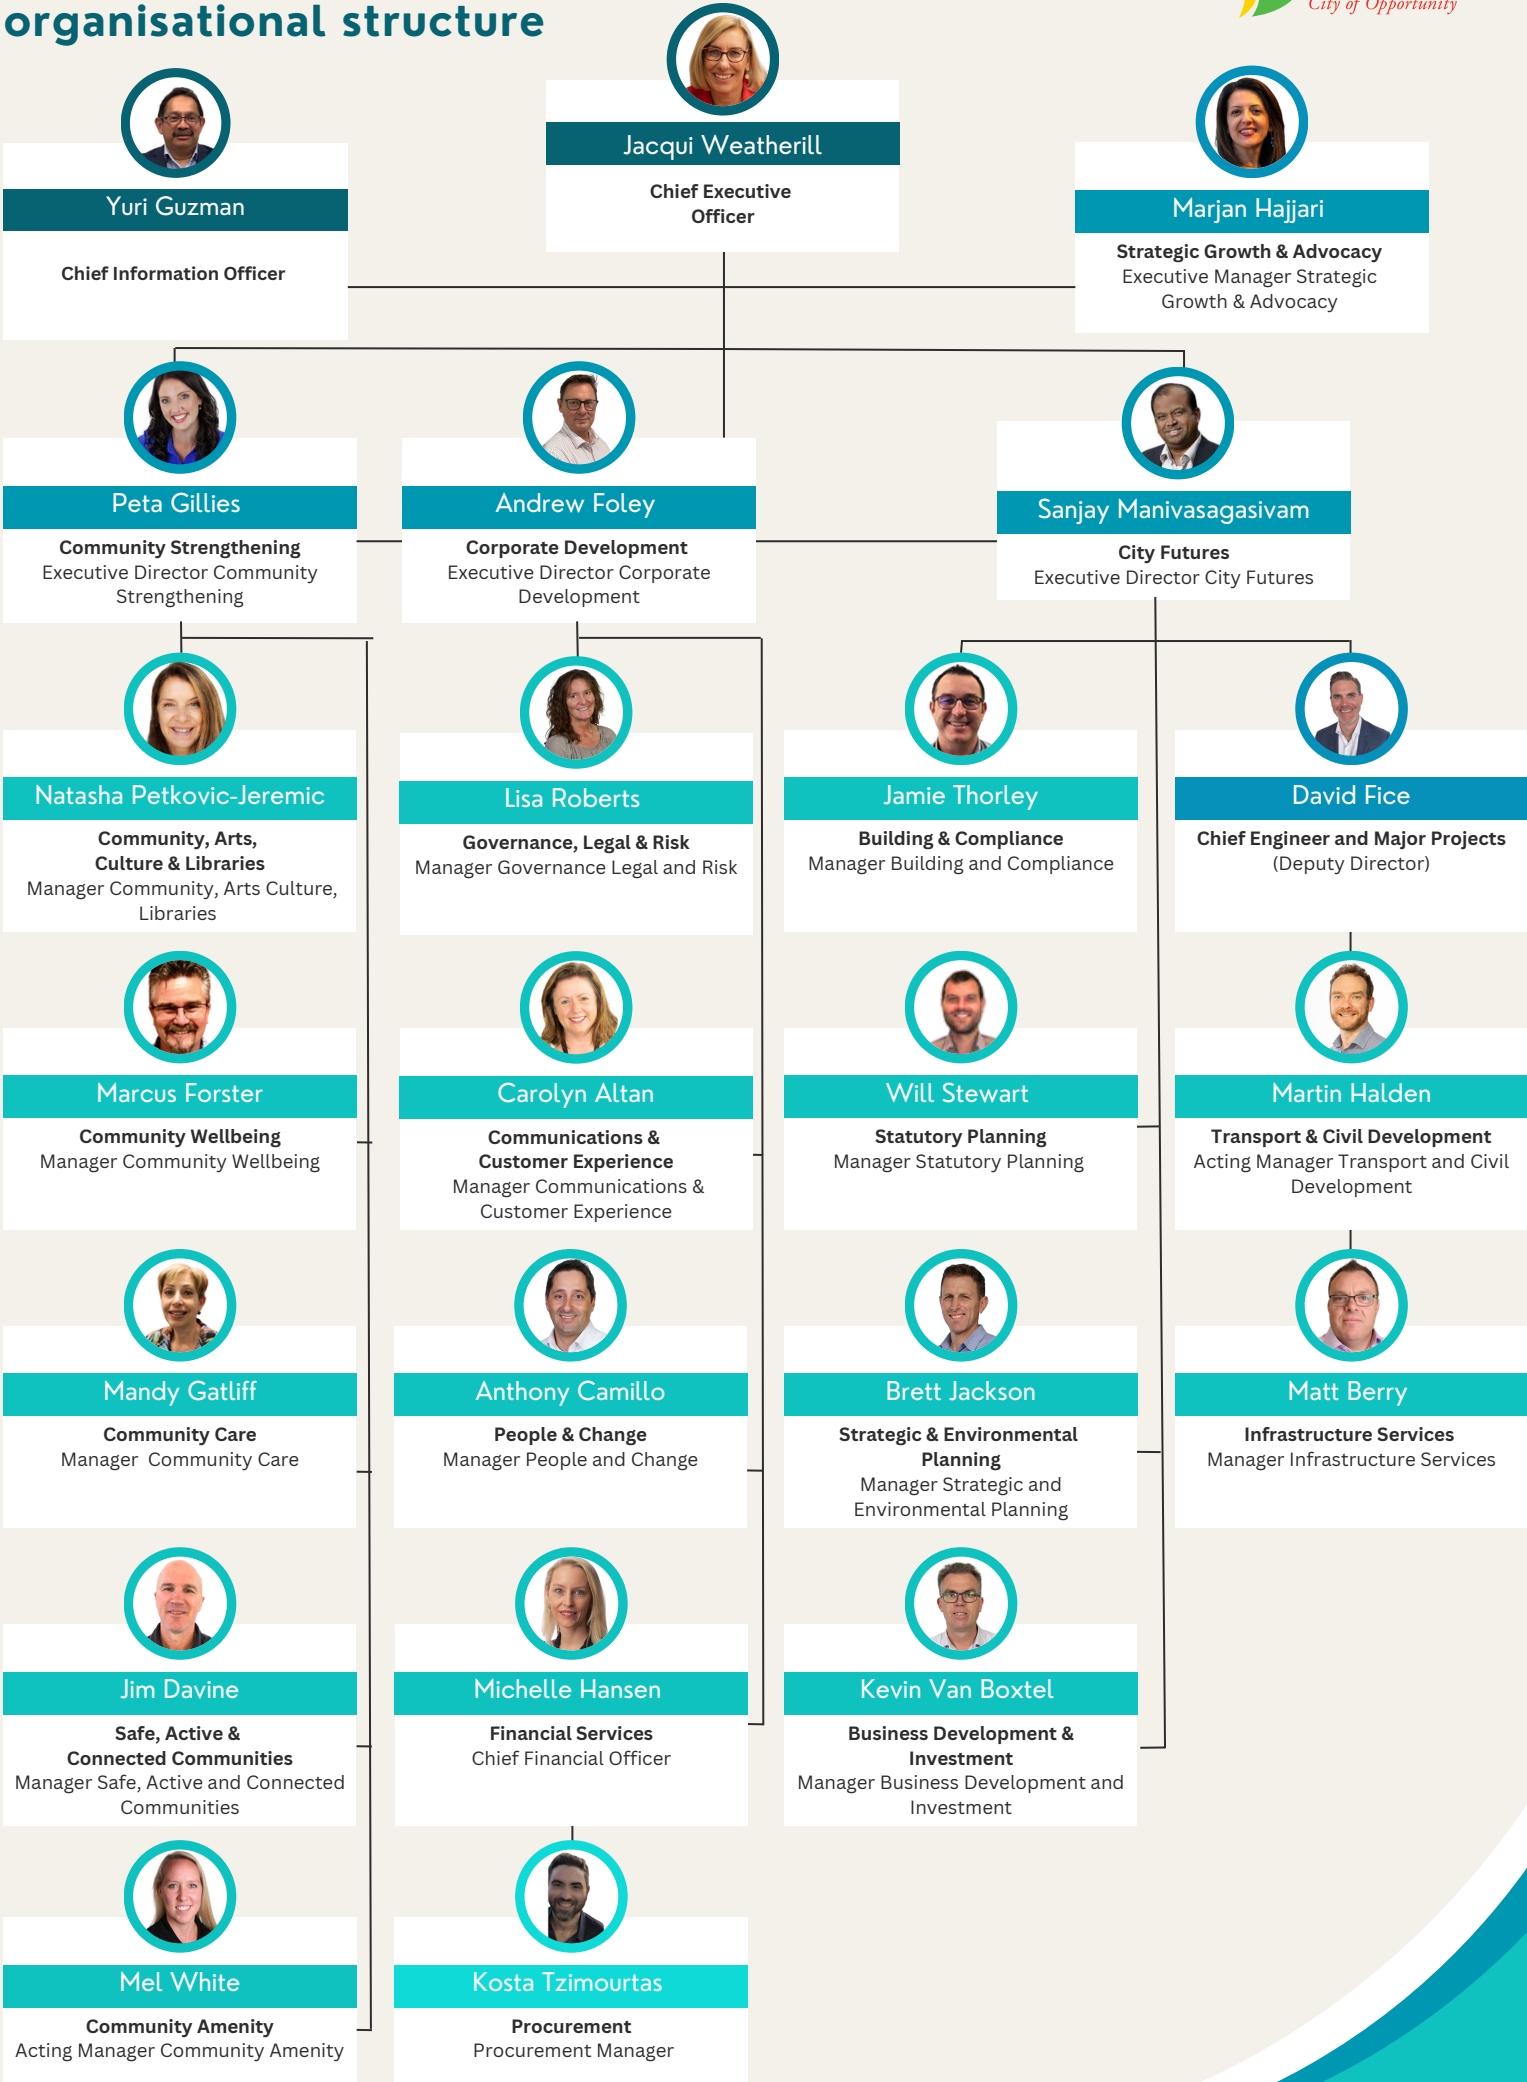 organisational structure
City of Opportunity
Jacqui Weatherill
Chief Executive
Officer
Yuri Guzman
Chief Information Officer
Marjan Hajjari
Strategic Growth & Advocacy
Executive Manager Strategic
Growth & Advocacy
Peta Gillies
Community Strengthening
Executive Director Community
Strengthening
Andrew Foley
Corporate Development
Executive Director Corporate
Development
Sanjay Manivasagasivam
City Futures
Executive Director City Futures
Natasha Petkovic-Jeremic
Community, Arts,
Culture & Libraries
Manager Community, Arts Culture,
Libraries
Lisa Roberts
Governance, Legal & Risk
Manager Governance Legal and Risk
Jamie Thorley
Building & Compliance
Manager Building and Compliance
David Fice
Chief Engineer and Major Projects
(Deputy Director)
Marcus Forster
Community Wellbeing
Manager Community Wellbeing
Carolyn Altan
Communications &
Customer Experience
Manager Communications &
Customer Experience
Will Stewart
Statutory Planning
Manager Statutory Planning
Martin Halden
Transport & Civil Development
Acting Manager Transport and Civil
Development
Mandy Gatliff
Community Care
Manager Community Care
Anthony Camillo
People & Change
Manager People and Change
Brett Jackson
Strategic & Environmental
Planning
Manager Strategic and
Environmental Planning
Matt Berry
Infrastructure Services
Manager Infrastructure Services
Jim Davine
Safe, Active &
Connected Communities
Manager Safe, Active and Connected
Communities
Michelle Hansen
Financial Services
Chief Financial Officer
Kevin Van Boxtel
Business Development &
Investment
Manager Business Development and
Investment
Mel White
Community Amenity
Acting Manager Community Amenity
Kosta Tzimourtas
Procurement
Procurement Manager